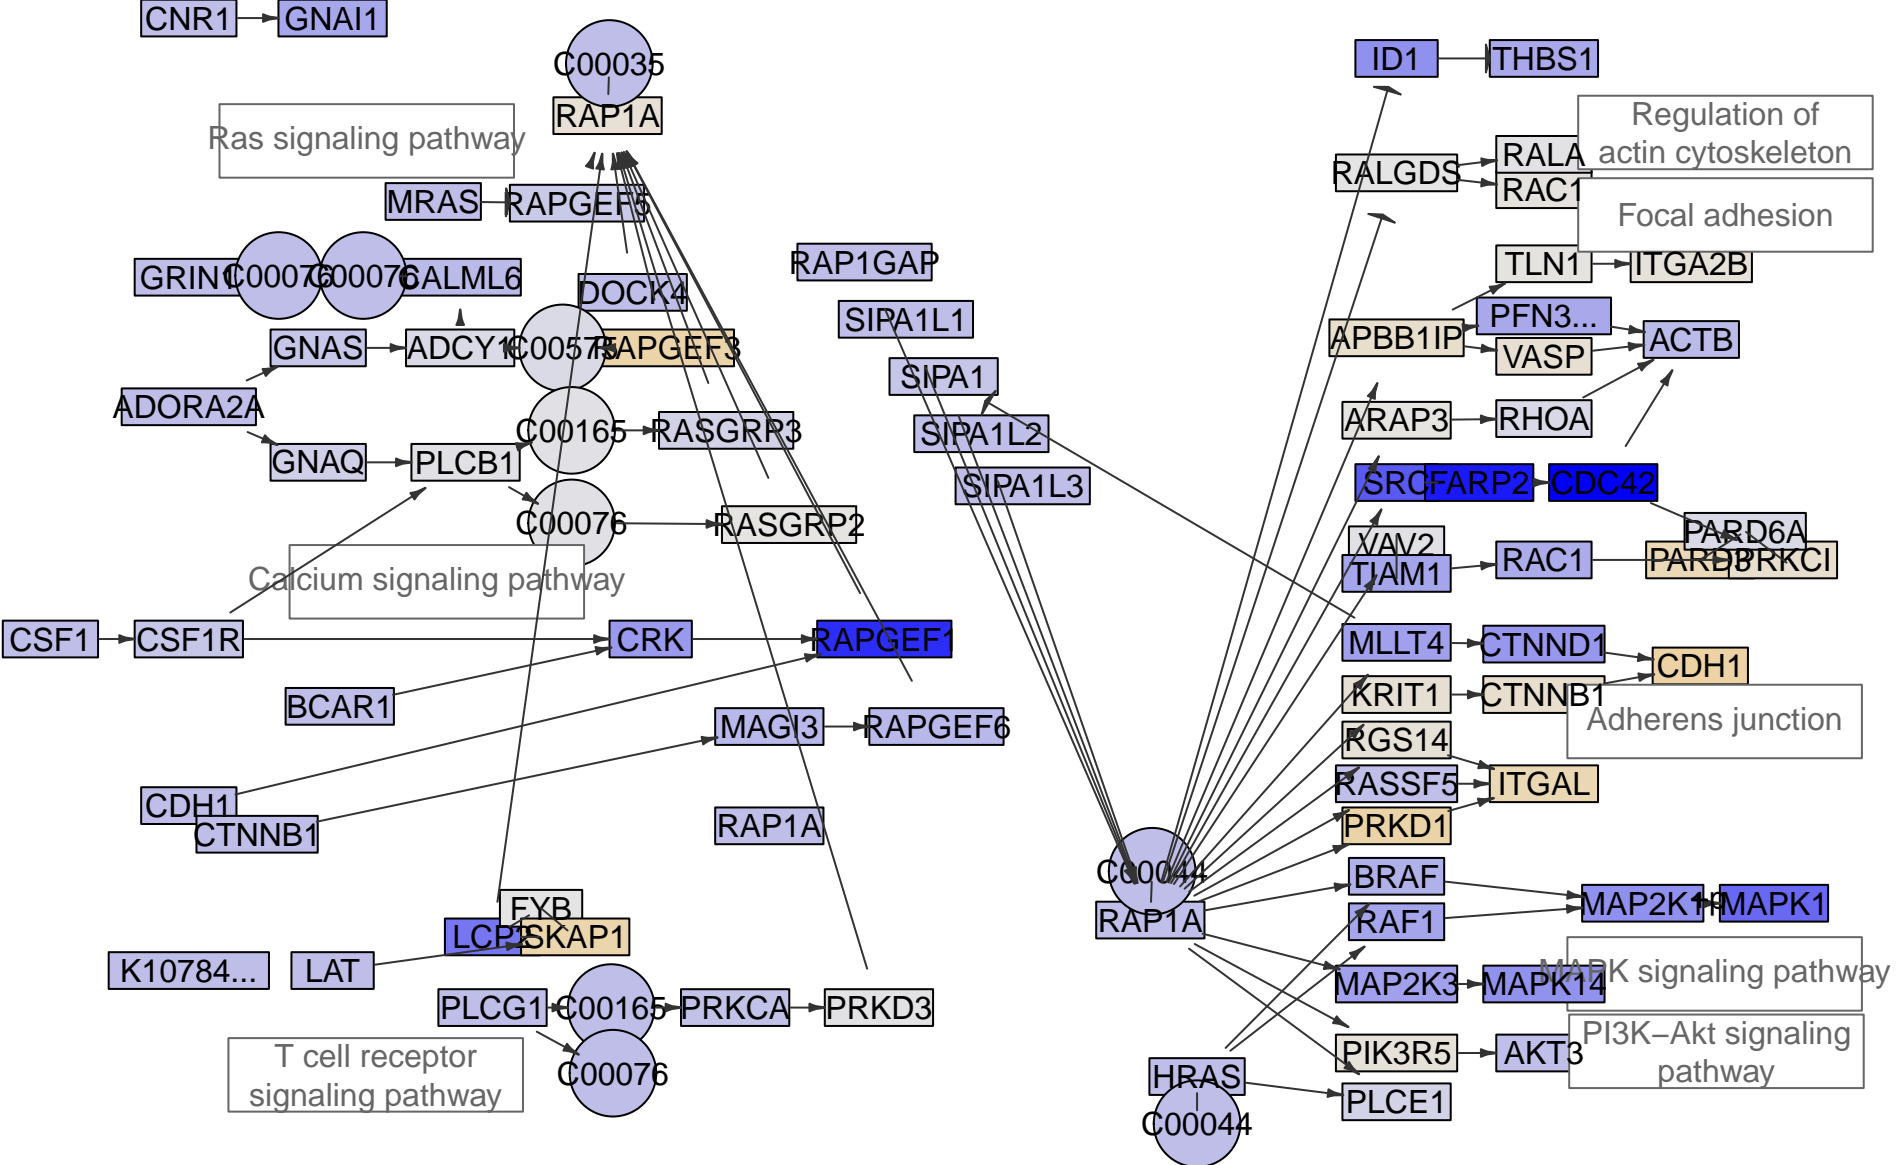 CNR1
GNAI1
C00035
RAP1A
Ras signaling pathway
MRAS
RAPGEF5
GRIN1
C00076
C00076
CALML6
DOCK4
GNAS
ADCY1
C00575
RAPGEF3
ADORA2A
GNAQ
PLCB1
C00165
RASGRP3
C00076
RASGRP2
Calcium signaling pathway
CSF1
CSF1R
CRK
RAPGEF1
BCAR1
MAGI3
RAPGEF6
CDH1
CTNNB1
RAP1A
FYB
LCP2
SKAP1
K10784...
LAT
PLCG1
C00165
PRKCA
PRKD3
C00076
T cell receptor
signaling pathway
RAP1GAP
SIPA1L1
SIPA1
SIPA1L2
SIPA1L3
C00044
RAP1A
HRAS
C00044
ID1
THBS1
Regulation of
actin cytoskeleton
RALGDS
RALA
RAC1
Focal adhesion
TLN1
ITGA2B
APBB1IP
PFN3...
VASP
ACTB
ARAP3
RHOA
SRC
FARP2
CDC42
VAV2
TIAM1
RAC1
PARD6A
PARD3
PRKCI
MLLT4
CTNND1
CDH1
KRIT1
CTNNB1
Adherens junction
RGS14
RASSF5
ITGAL
PRKD1
BRAF
RAF1
MAP2K1
+p
MAPK1
MAP2K3
MAPK14
MAPK signaling pathway
PIK3R5
AKT3
PI3K−Akt signaling
pathway
PLCE1